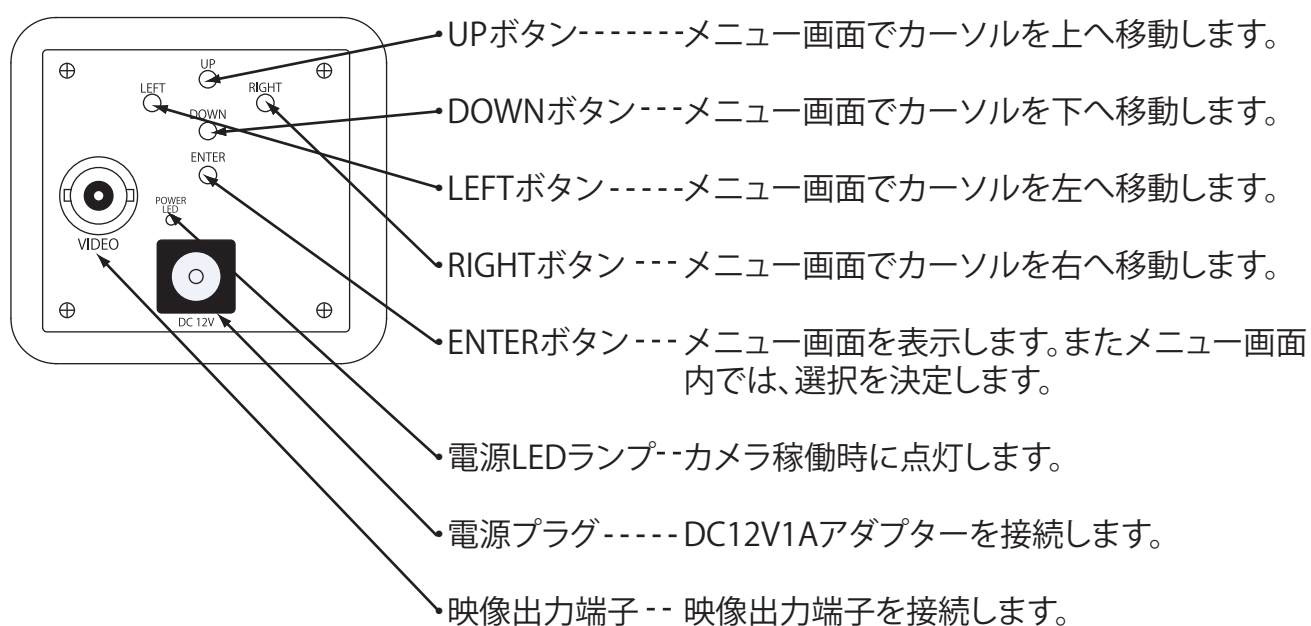 UP
LEFT
RIGHT
DOWN
ENTER
POWER
LED
VIDEO
DC 12V
UPボタン-------メニュー画面でカーソルを上へ移動します。
DOWNボタン---メニュー画面でカーソルを下へ移動します。
LEFTボタン-----メニュー画面でカーソルを左へ移動します。
RIGHTボタン ---メニュー画面でカーソルを右へ移動します。
ENTERボタン---メニュー画面を表示します。またメニュー画面
内では、選択を決定します。
電源LEDランプ--カメラ稼働時に点灯します。
電源プラグ-----DC12V1Aアダプターを接続します。
映像出力端子-- 映像出力端子を接続します。